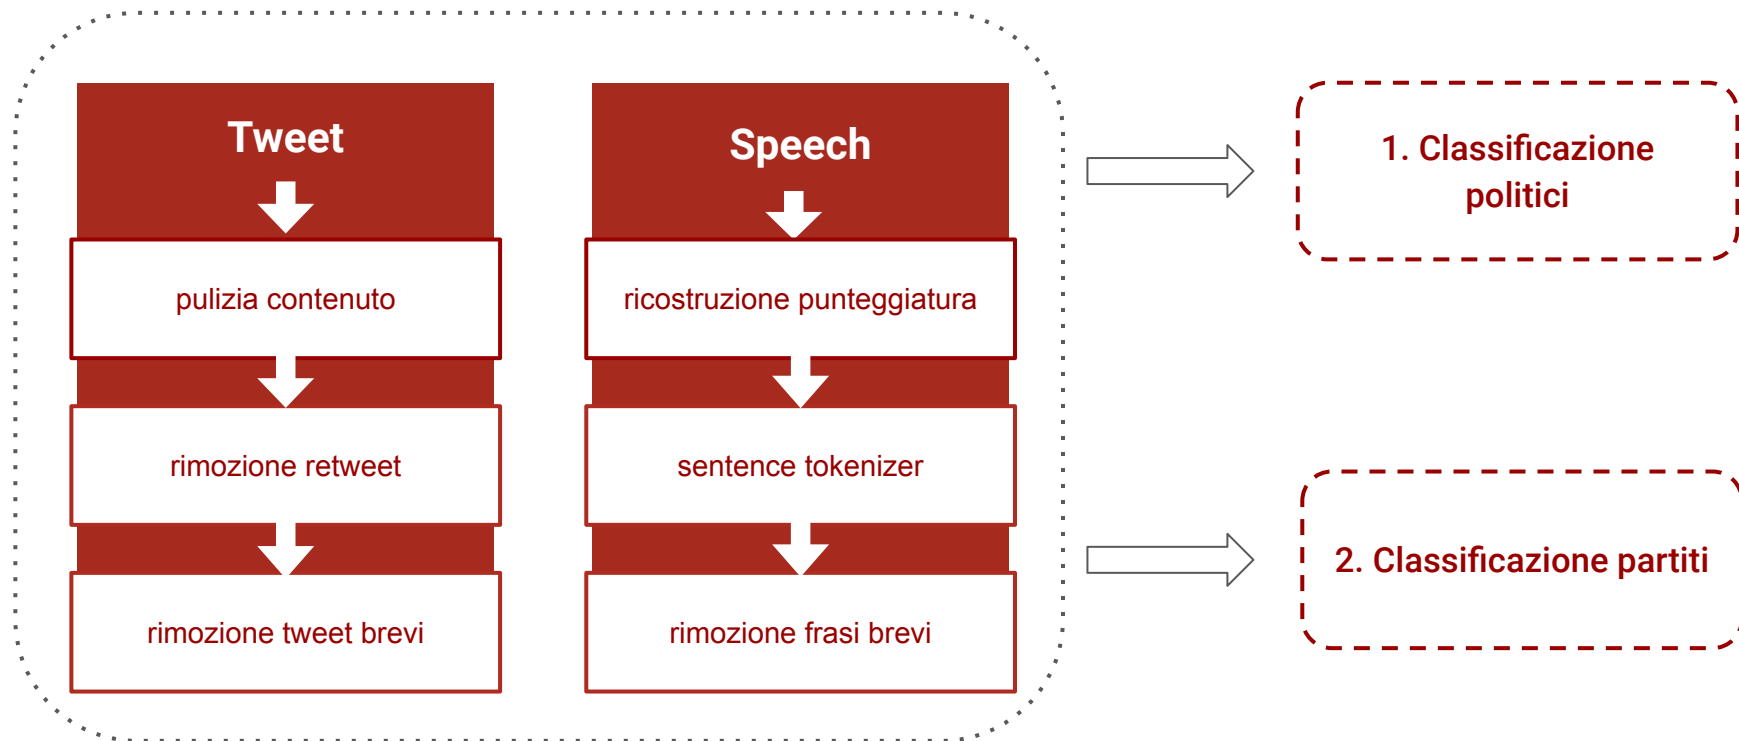 Tweet
pulizia contenuto
rimozione retweet
rimozione tweet brevi
Speech
ricostruzione punteggiatura
sentence tokenizer
rimozione frasi brevi
1. Classificazione
politici
2. Classificazione partiti